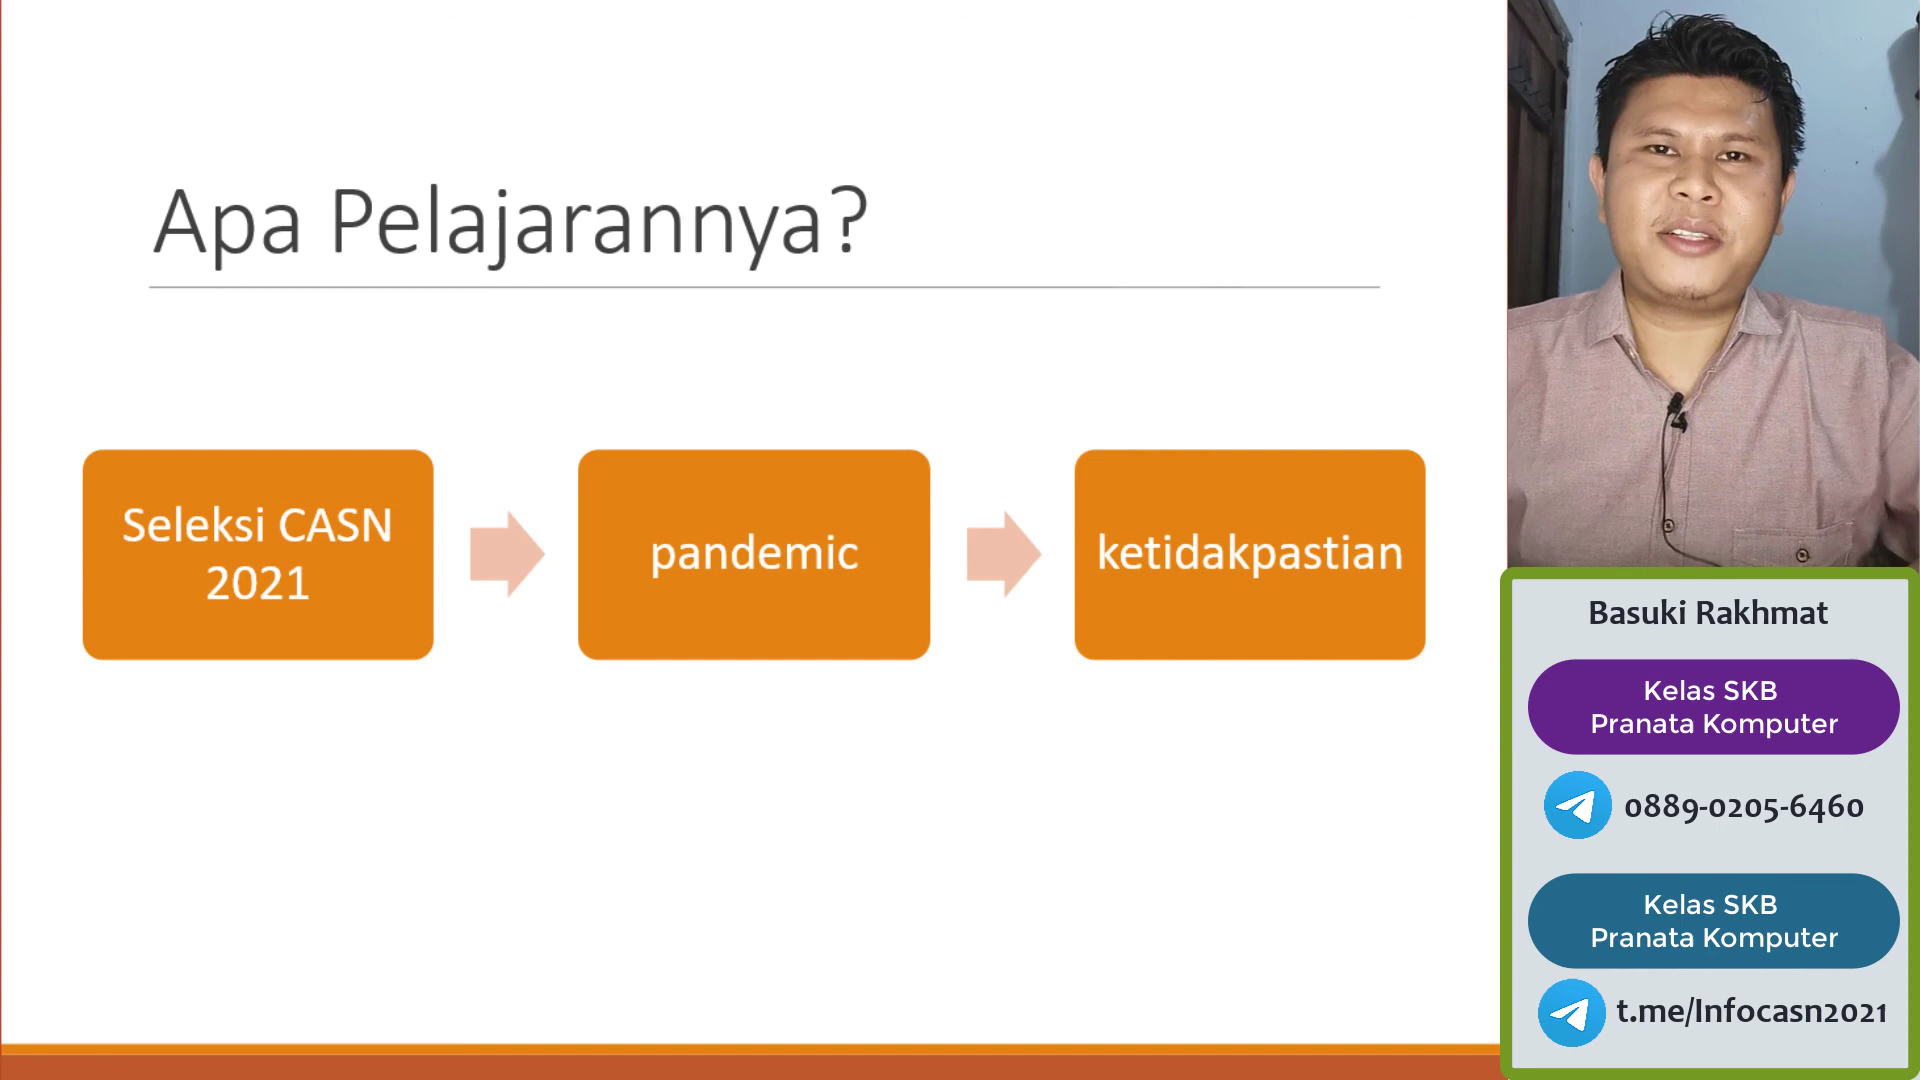 Apa Pelajarannya?
Seleksi CASN
2021
pandemic
ketidakpastian
Basuki Rakhmat
Kelas SKB
Pranata Komputer
0889-0205-6460
Kelas SKB
Pranata Komputer
t.me/Infocasn2021